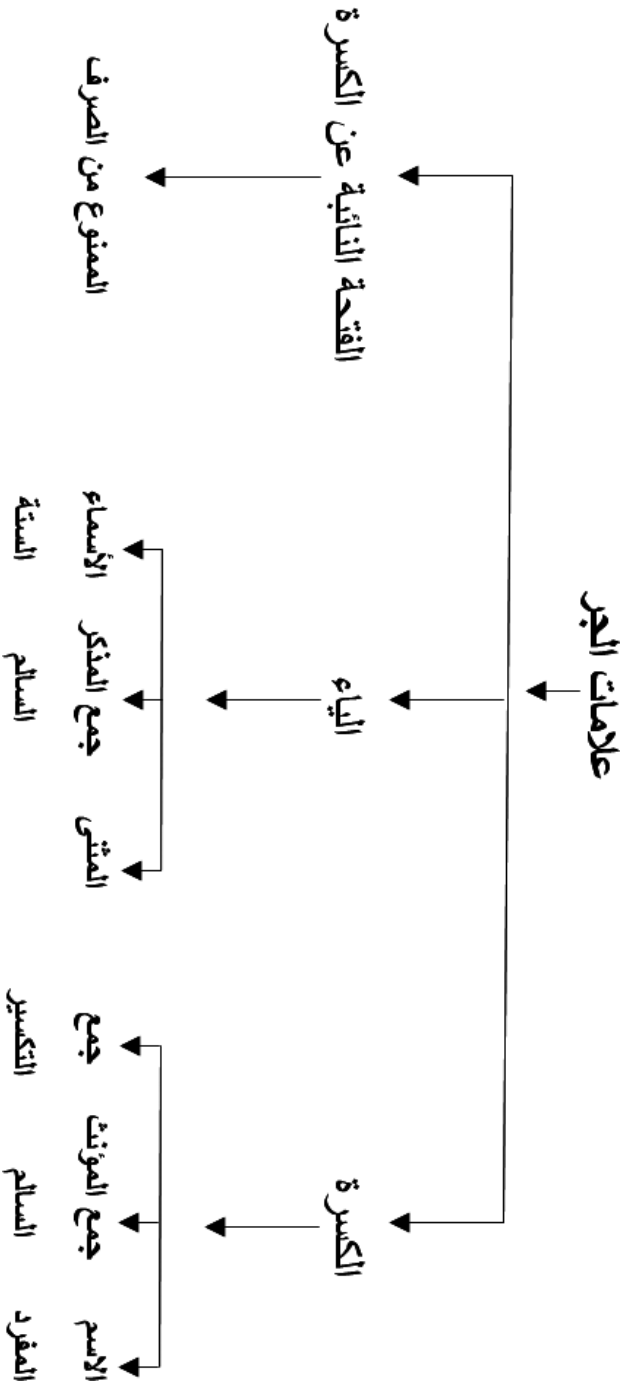 علامات الجر
الكسرة
الياء
الفتحة النائبة عن الكسرة
الاسم
المفرد
جمع المؤنث
السالم
جمع
التكسير
المثنى
جمع المذكر
السالم
الأسماء
الستة
الممنوع من الصرف